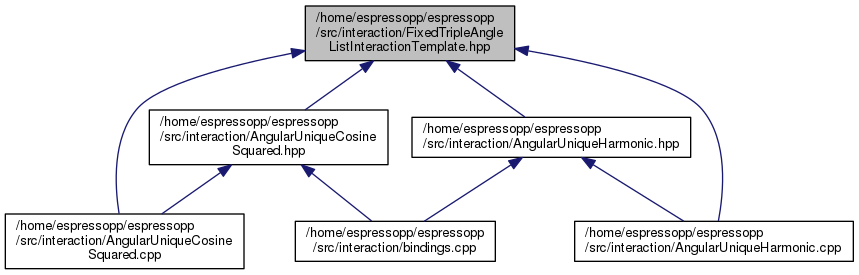 /home/espressopp/espressopp
/src/interaction/FixedTripleAngle
ListInteractionTemplate.hpp
/home/espressopp/espressopp
/src/interaction/AngularUniqueCosine
Squared.hpp
/home/espressopp/espressopp
/src/interaction/AngularUniqueHarmonic.hpp
/home/espressopp/espressopp
/src/interaction/AngularUniqueCosine
Squared.cpp
/home/espressopp/espressopp
/src/interaction/bindings.cpp
/home/espressopp/espressopp
/src/interaction/AngularUniqueHarmonic.cpp